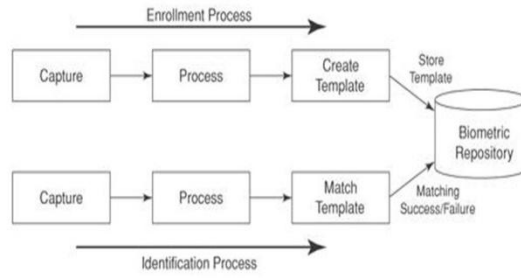 Enrollment Process
Capture
Process
Create
Template
Store
Template
Biometric
Repository
Capture
Process
Match
Template
Matching
Success/Failure
Identification Process